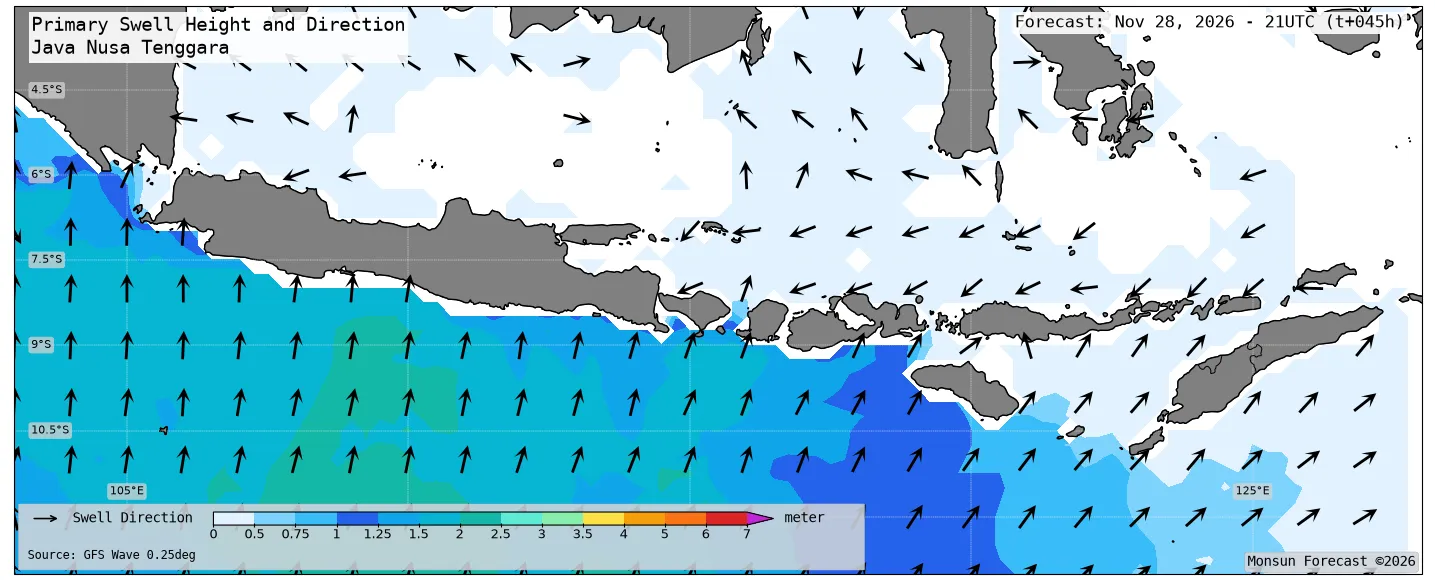 Primary Swell Height and Direction
Java Nusa Tenggara
Forecast: Nov 28, 2026 - 21UTC (t+045h)
4.5°S
6°S
7.5°S
9°S
10.5°S
105°E
125°E
Swell Direction
0 0.5 0.75 1 1.25 1.5 2 2.5 3 3.5 4 5 6 7
meter
Source: GFS Wave 0.25deg
Monsun Forecast ©2026